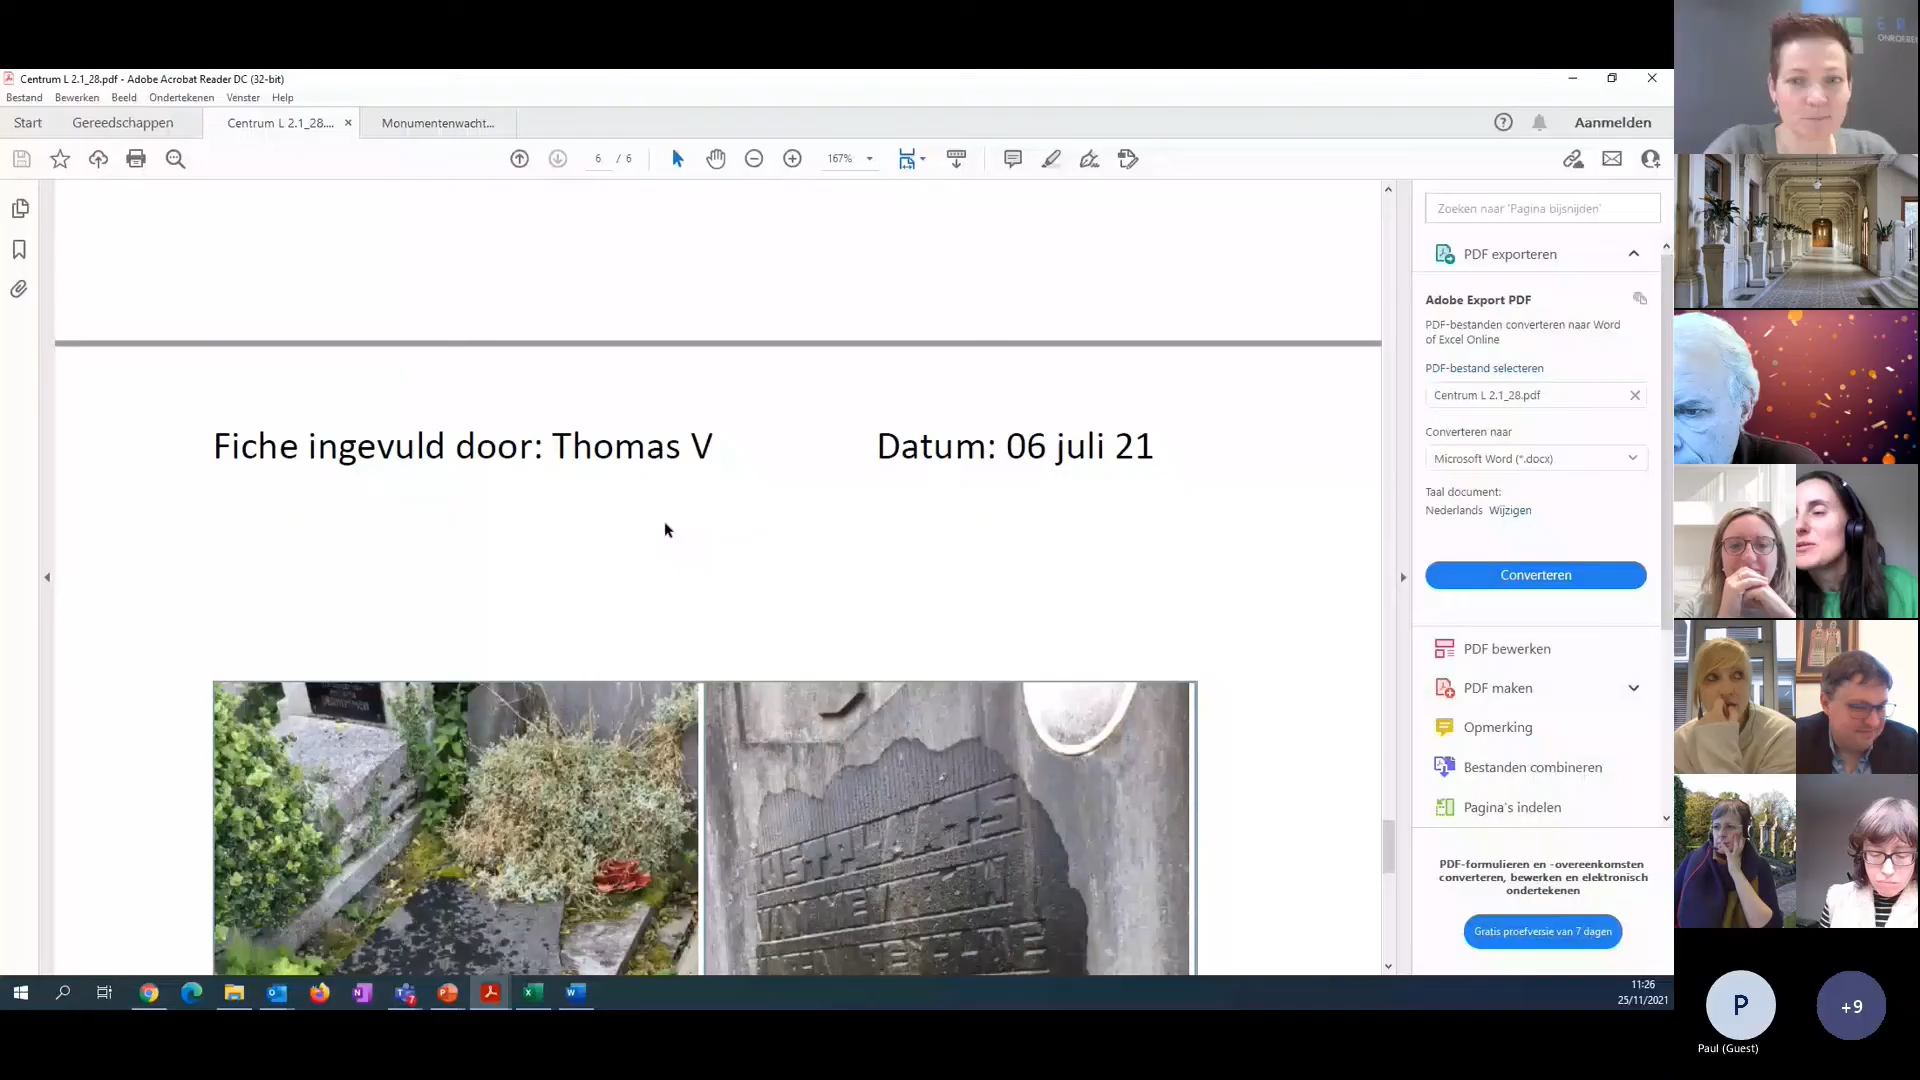 Centrum L 2.1_28.pdf - Adobe Acrobat Reader DC (32-bit)
Bestand Bewerken Beeld Ondertekenen Venster Help
Start Gereedschappen Centrum L 2.1_28.... × Monumentenwacht... Aanmelden
6 / 6 167%
Zoeken naar 'Pagina bijsnijden'
PDF exporteren
Adobe Export PDF
PDF-bestanden converteren naar Word
of Excel Online
PDF-bestand selecteren
Centrum L 2.1_28.pdf
Converteren naar
Microsoft Word (*.docx)
Taal document:
Nederlands Wijzigen
Converteren
PDF bewerken
PDF maken
Opmerking
Bestanden combineren
Pagina's indelen
PDF-formulieren en -overeenkomsten
converteren, bewerken en elektronisch
ondertekenen
Gratis proefversie van 7 dagen
Fiche ingevuld door: Thomas V Datum: 06 juli 21
11:26
25/11/2021
P
+9
Paul (Guest)